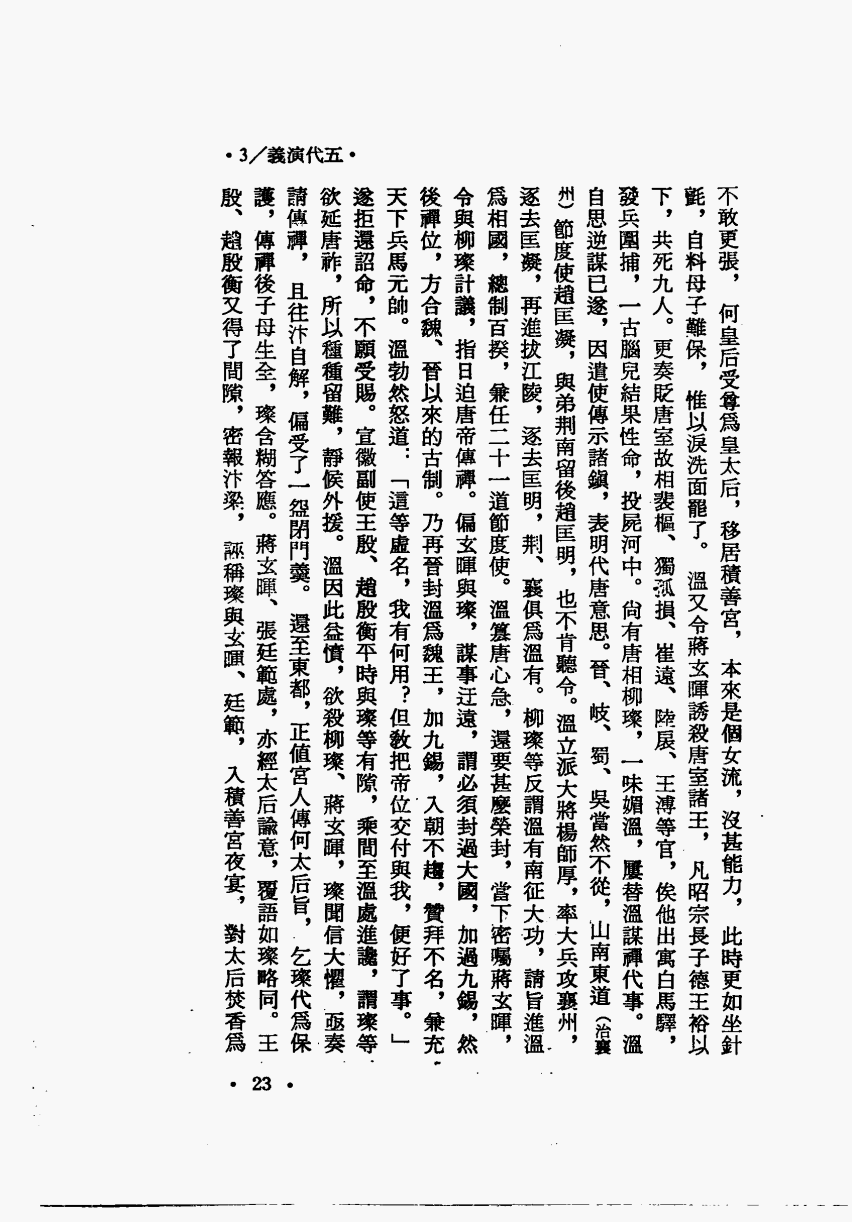 •3／義演代五•
不敢更張，何皇后受尊爲皇太后，移居積善宮，本來是個女流，沒甚能力，此時更如坐針
氈，自料母子難保，惟以淚洗面罷了。溫又令蔣玄暉誘殺唐室諸王，凡昭宗長子德王裕以
下，共死九人。更奏貶唐室故相裴樞、獨孤損、崔遠、陸扆、王溥等官，俟他出寓白馬驛，
發兵圍捕，一古腦兒結果性命，投屍河中。尙有唐相柳璨，一味媚溫，屢替溫謀禪代事。溫
自思逆謀已遂，因遣使傳示諸鎭，表明代唐意思。晉、岐、蜀、吳當然不從，山南東道（治襄
州）節度使趙匡凝，與弟荆南留後趙匡明，也不肯聽令。溫立派大將楊師厚，率大兵攻襄州，
逐去匡凝，再進拔江陵，逐去匡明，荆、襄俱爲溫有。柳璨等反謂溫有南征大功，請旨進溫
爲相國，總制百揆，兼任二十一道節度使。溫篡唐心急，還要甚麼榮封，當下密囑蔣玄暉，
令與柳璨計議，指日迫唐帝傳禪。偏玄暉與璨，謀事迂遠，謂必須封過大國，加過九錫，然
後禪位，方合魏、晉以來的古制。乃再晉封溫爲魏王，加九錫，入朝不趨，贊拜不名，兼充
天下兵馬元帥。溫勃然怒道：「這等虛名，我有何用？但敎把帝位交付與我，便好了事。」
遂拒還詔命，不願受賜。宣徽副使王殷、趙殷衡平時與璨等有隙，乘間至溫處進讒，謂璨等
欲延唐祚，所以種種留難，靜候外援。溫因此益憤，欲殺柳璨、蔣玄暉，璨聞信大懼，亟奏
請傳禪，且往汴自解，偏受了一盌閉門羹。還至東都，正値宮人傳何太后旨，乞璨代爲保
護，傳禪後子母生全，璨含糊答應。蔣玄暉、張廷範處，亦經太后諭意，覆語如璨略同。王
殷、趙殷衡又得了間隙，密報汴梁，誣稱璨與玄暉、廷範，入積善宮夜宴，對太后焚香爲
•23•